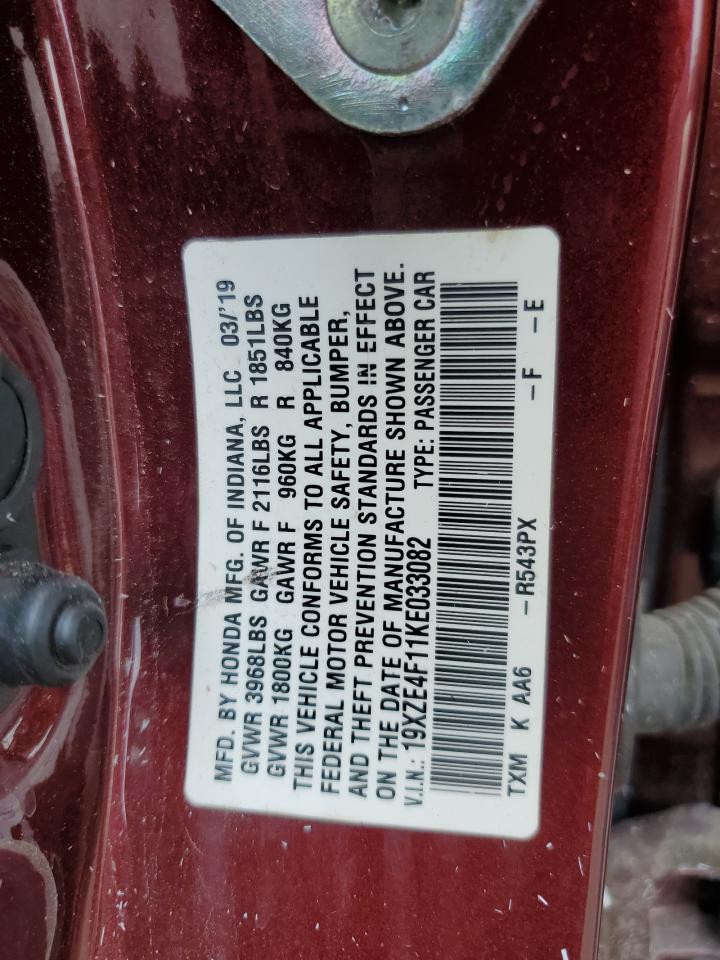 MFD. BY HONDA MFG. OF INDIANA, LLC 03/'19
GVWR 3968LBS GAWR F 2116LBS R 1851LBS
GVWR 1800KG GAWR F 960KG R 840KG
THIS VEHICLE CONFORMS TO ALL APPLICABLE
FEDERAL MOTOR VEHICLE SAFETY, BUMPER,
AND THEFT PREVENTION STANDARDS IN EFFECT
ON THE DATE OF MANUFACTURE SHOWN ABOVE.
V.I.N.: 19XZE4F11KE033082 TYPE: PASSENGER CAR
TXM K AA6 –R543PX –F –E